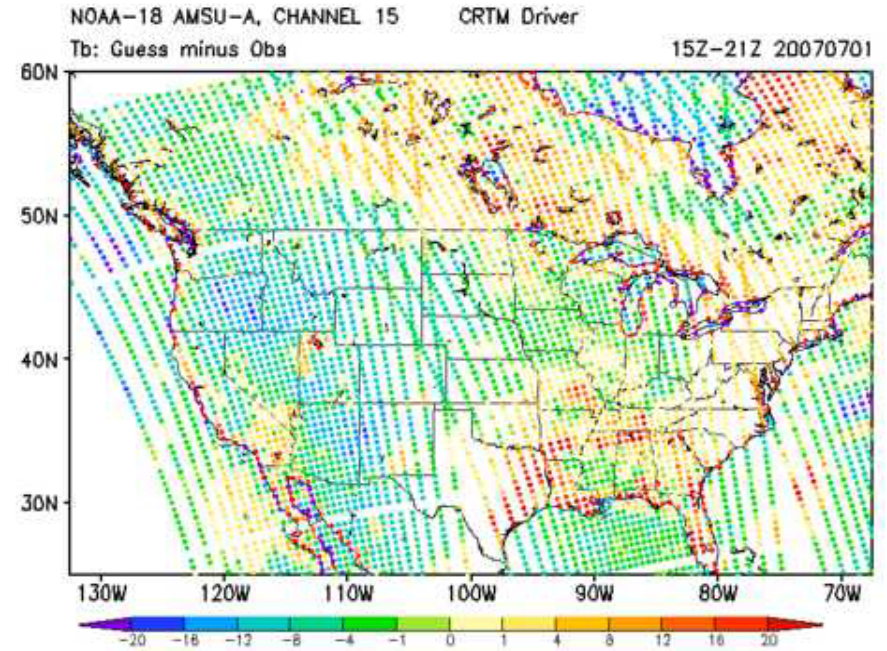 NOAA-18 AMSU-A, CHANNEL 15 CRTM Driver
Tb: Guess minus Obs 15Z-21Z 20070701
60N
50N
40N
30N
130W 120W 110W 100W 90W 80W 70W
-20 -16 -12 -8 -4 -1 0 1 4 8 12 16 20